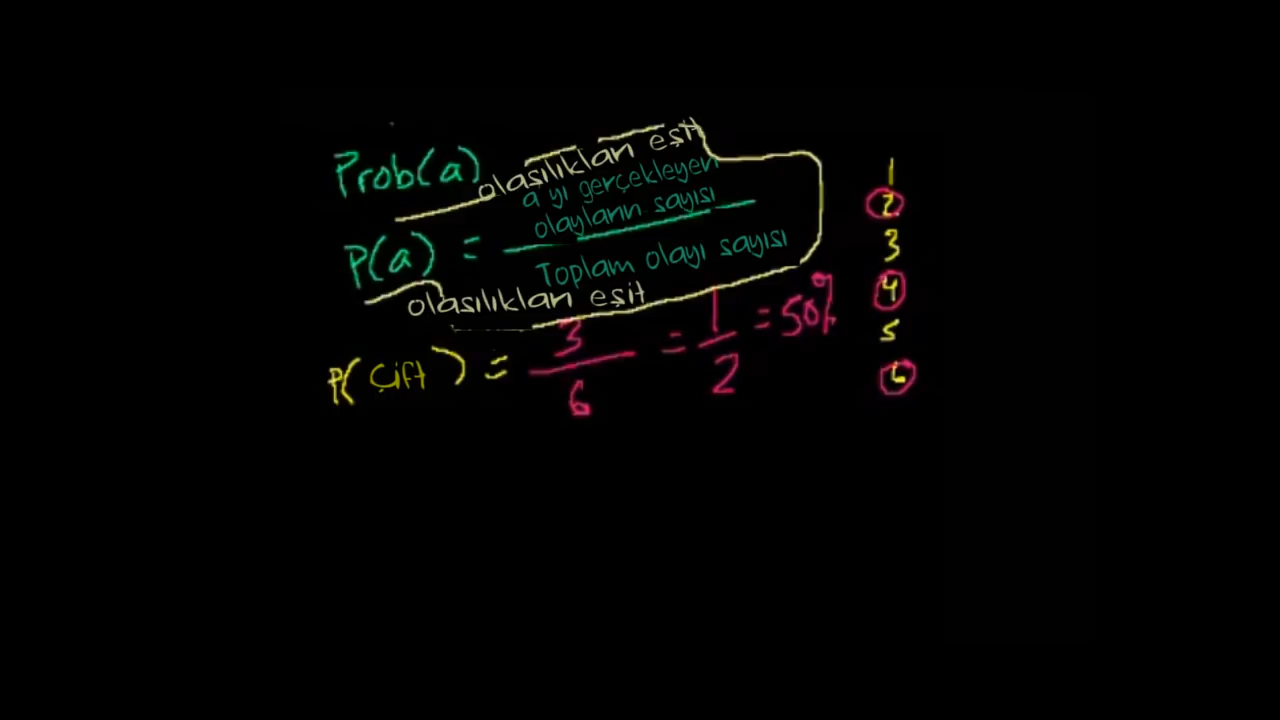 Prob(a)
olasılıkları eşit
a yı gerçekleyen
olayların sayısı
P(a) =
Toplam olayı sayısı
olasılıkları eşit
P(Çift) = 3/6 = 1/2 = 50%
1
2
3
4
5
6